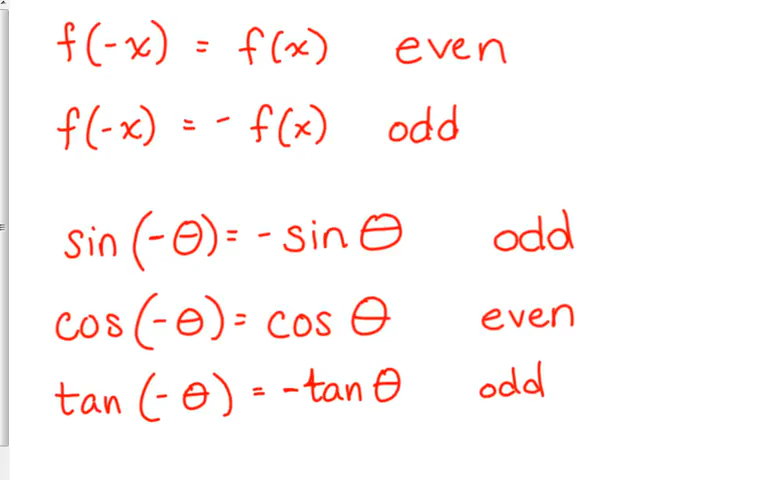 f(-x) = f(x) even
f(-x) = - f(x) odd
sin (-θ) = - sin θ odd
cos (-θ) = cos θ even
tan (-θ) = -tan θ odd